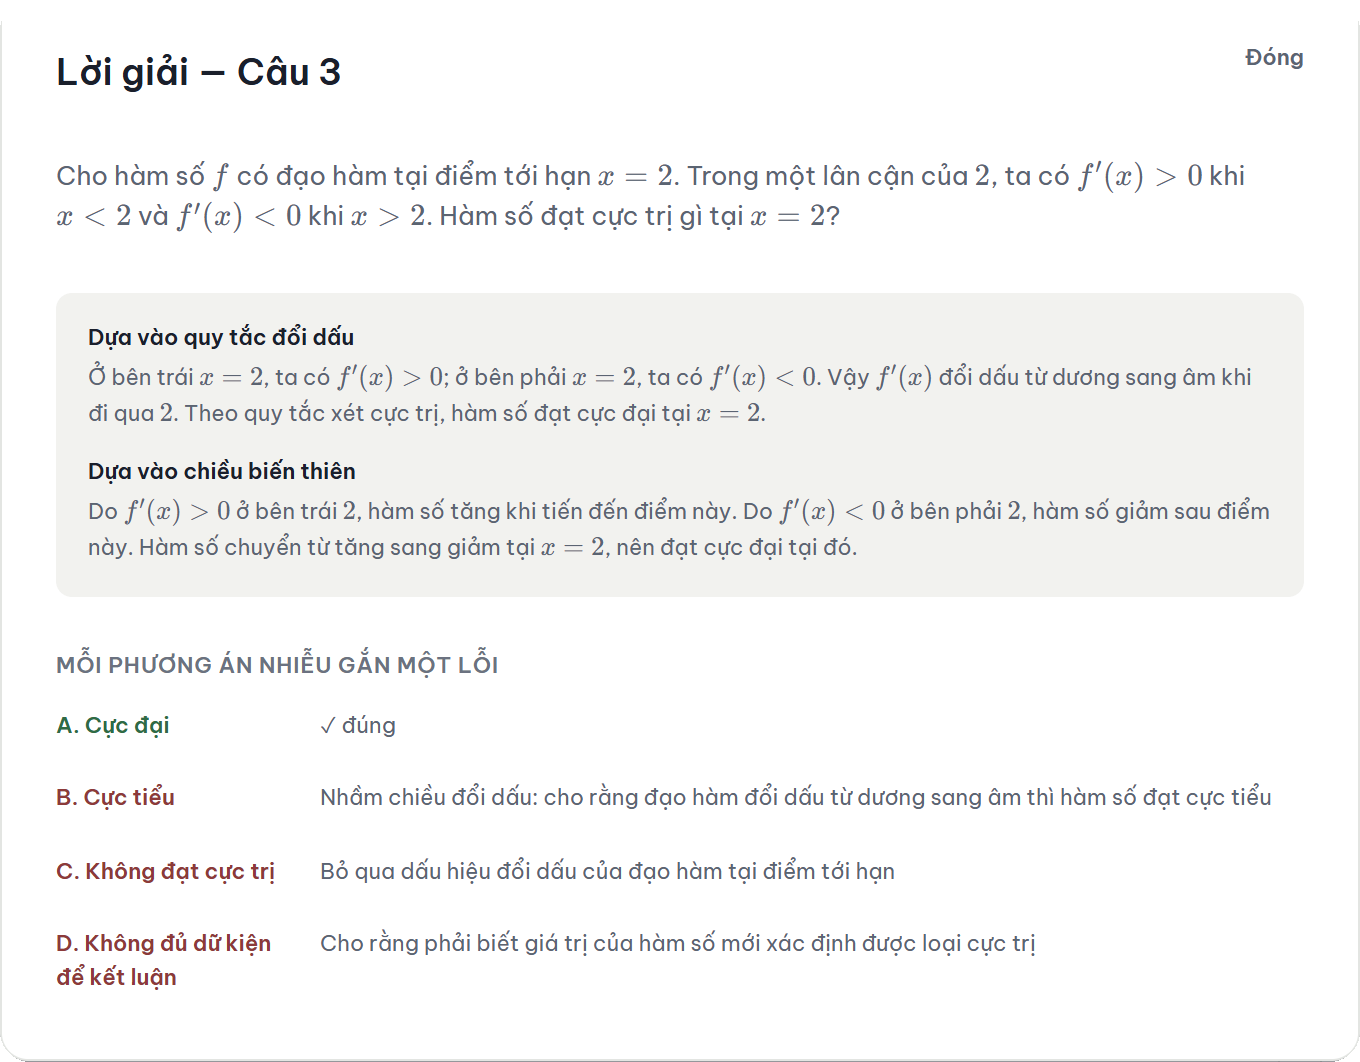 Lời giải — Câu 3
Đóng
Cho hàm số f có đạo hàm tại điểm tới hạn x = 2. Trong một lân cận của 2, ta có f′(x) > 0 khi
x < 2 và f′(x) < 0 khi x > 2. Hàm số đạt cực trị gì tại x = 2?
Dựa vào quy tắc đổi dấu
Ở bên trái x = 2, ta có f′(x) > 0; ở bên phải x = 2, ta có f′(x) < 0. Vậy f′(x) đổi dấu từ dương sang âm khi
đi qua 2. Theo quy tắc xét cực trị, hàm số đạt cực đại tại x = 2.
Dựa vào chiều biến thiên
Do f′(x) > 0 ở bên trái 2, hàm số tăng khi tiến đến điểm này. Do f′(x) < 0 ở bên phải 2, hàm số giảm sau điểm
này. Hàm số chuyển từ tăng sang giảm tại x = 2, nên đạt cực đại tại đó.
MỖI PHƯƠNG ÁN NHIỄU GẮN MỘT LỖI
A. Cực đại
✓ đúng
B. Cực tiểu
Nhầm chiều đổi dấu: cho rằng đạo hàm đổi dấu từ dương sang âm thì hàm số đạt cực tiểu
C. Không đạt cực trị
Bỏ qua dấu hiệu đổi dấu của đạo hàm tại điểm tới hạn
D. Không đủ dữ kiện
để kết luận
Cho rằng phải biết giá trị của hàm số mới xác định được loại cực trị